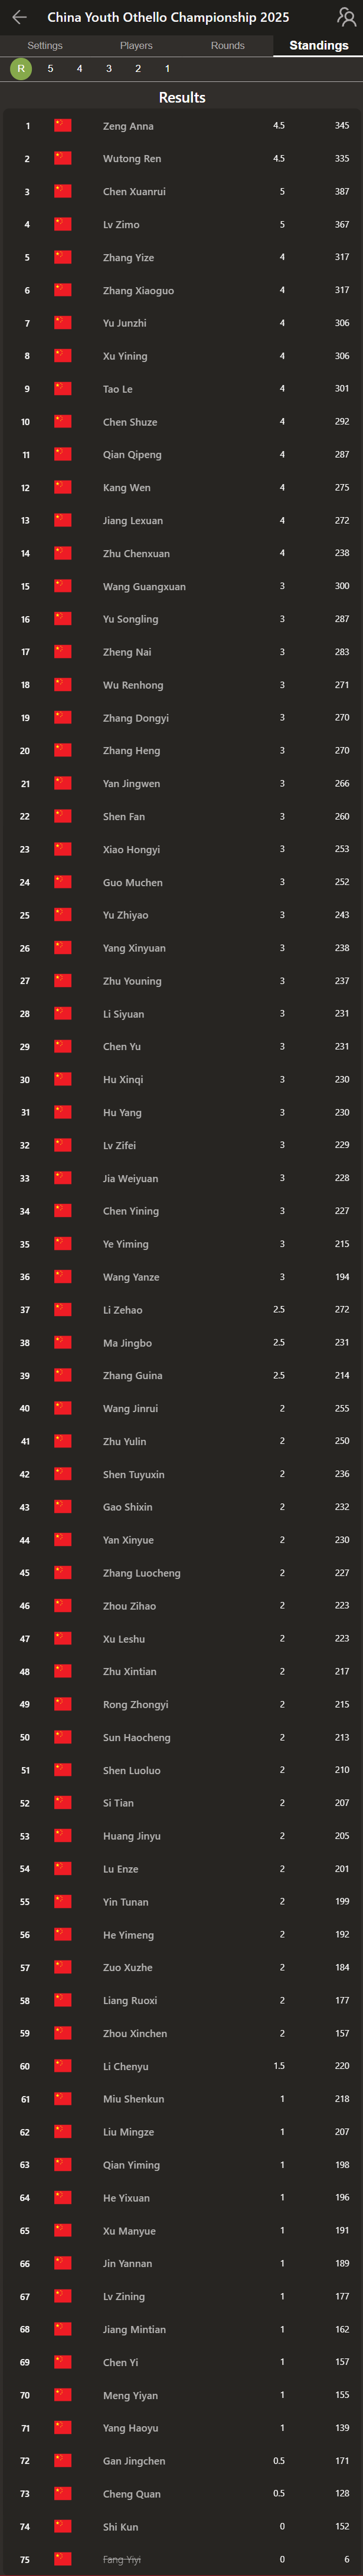 China Youth Othello Championship 2025
Settings Players Rounds Standings
R 5 4 3 2 1
Results
1 Zeng Anna 4.5 345
2 Wutong Ren 4.5 335
3 Chen Xuanrui 5 387
4 Lv Zimo 5 367
5 Zhang Yize 4 317
6 Zhang Xiaoguo 4 317
7 Yu Junzhi 4 306
8 Xu Yining 4 306
9 Tao Le 4 301
10 Chen Shuze 4 292
11 Qian Qipeng 4 287
12 Kang Wen 4 275
13 Jiang Lexuan 4 272
14 Zhu Chenxuan 4 238
15 Wang Guangxuan 3 300
16 Yu Songling 3 287
17 Zheng Nai 3 283
18 Wu Renhong 3 271
19 Zhang Dongyi 3 270
20 Zhang Heng 3 270
21 Yan Jingwen 3 266
22 Shen Fan 3 260
23 Xiao Hongyi 3 253
24 Guo Muchen 3 252
25 Yu Zhiyao 3 243
26 Yang Xinyuan 3 238
27 Zhu Youning 3 237
28 Li Siyuan 3 231
29 Chen Yu 3 231
30 Hu Xinqi 3 230
31 Hu Yang 3 230
32 Lv Zifei 3 229
33 Jia Weiyuan 3 228
34 Chen Yining 3 227
35 Ye Yiming 3 215
36 Wang Yanze 3 194
37 Li Zehao 2.5 272
38 Ma Jingbo 2.5 231
39 Zhang Guina 2.5 214
40 Wang Jinrui 2 255
41 Zhu Yulin 2 250
42 Shen Tuyuxin 2 236
43 Gao Shixin 2 232
44 Yan Xinyue 2 230
45 Zhang Luocheng 2 227
46 Zhou Zihao 2 223
47 Xu Leshu 2 223
48 Zhu Xintian 2 217
49 Rong Zhongyi 2 215
50 Sun Haocheng 2 213
51 Shen Luoluo 2 210
52 Si Tian 2 207
53 Huang Jinyu 2 205
54 Lu Enze 2 201
55 Yin Tunan 2 199
56 He Yimeng 2 192
57 Zuo Xuzhe 2 184
58 Liang Ruoxi 2 177
59 Zhou Xinchen 2 157
60 Li Chenyu 1.5 220
61 Miu Shenkun 1 218
62 Liu Mingze 1 207
63 Qian Yiming 1 198
64 He Yixuan 1 196
65 Xu Manyue 1 191
66 Jin Yannan 1 189
67 Lv Zining 1 177
68 Jiang Mintian 1 162
69 Chen Yi 1 157
70 Meng Yiyan 1 155
71 Yang Haoyu 1 139
72 Gan Jingchen 0.5 171
73 Cheng Quan 0.5 128
74 Shi Kun 0 152
75 Fang Yiyi 0 6